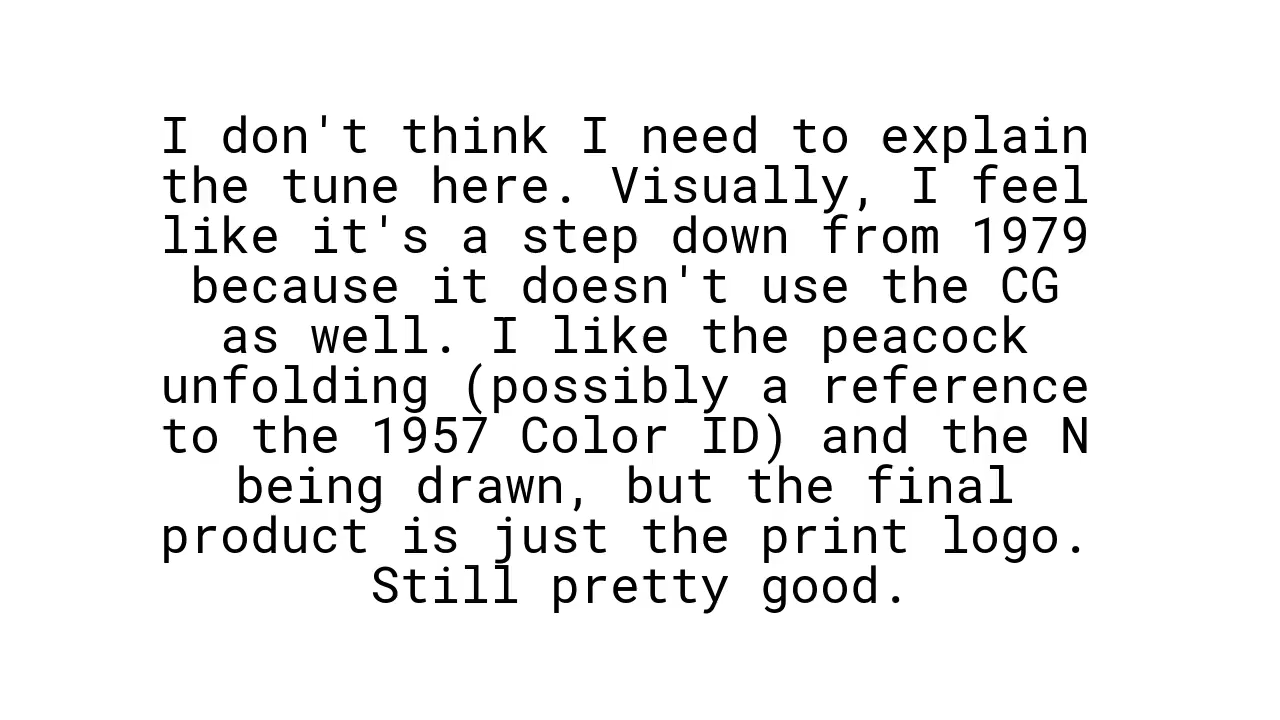 I don't think I need to explain
the tune here. Visually, I feel
like it's a step down from 1979
because it doesn't use the CG
as well. I like the peacock
unfolding (possibly a reference
to the 1957 Color ID) and the N
being drawn, but the final
product is just the print logo.
Still pretty good.